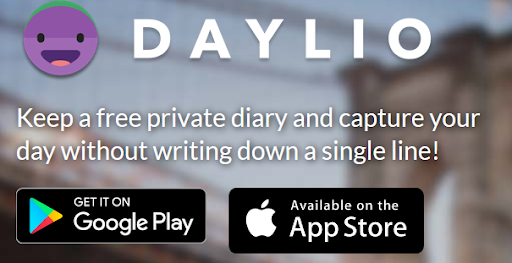 DAYLIO
Keep a free private diary and capture your
day without writing down a single line!
GET IT ON
Google Play
Available on the
App Store